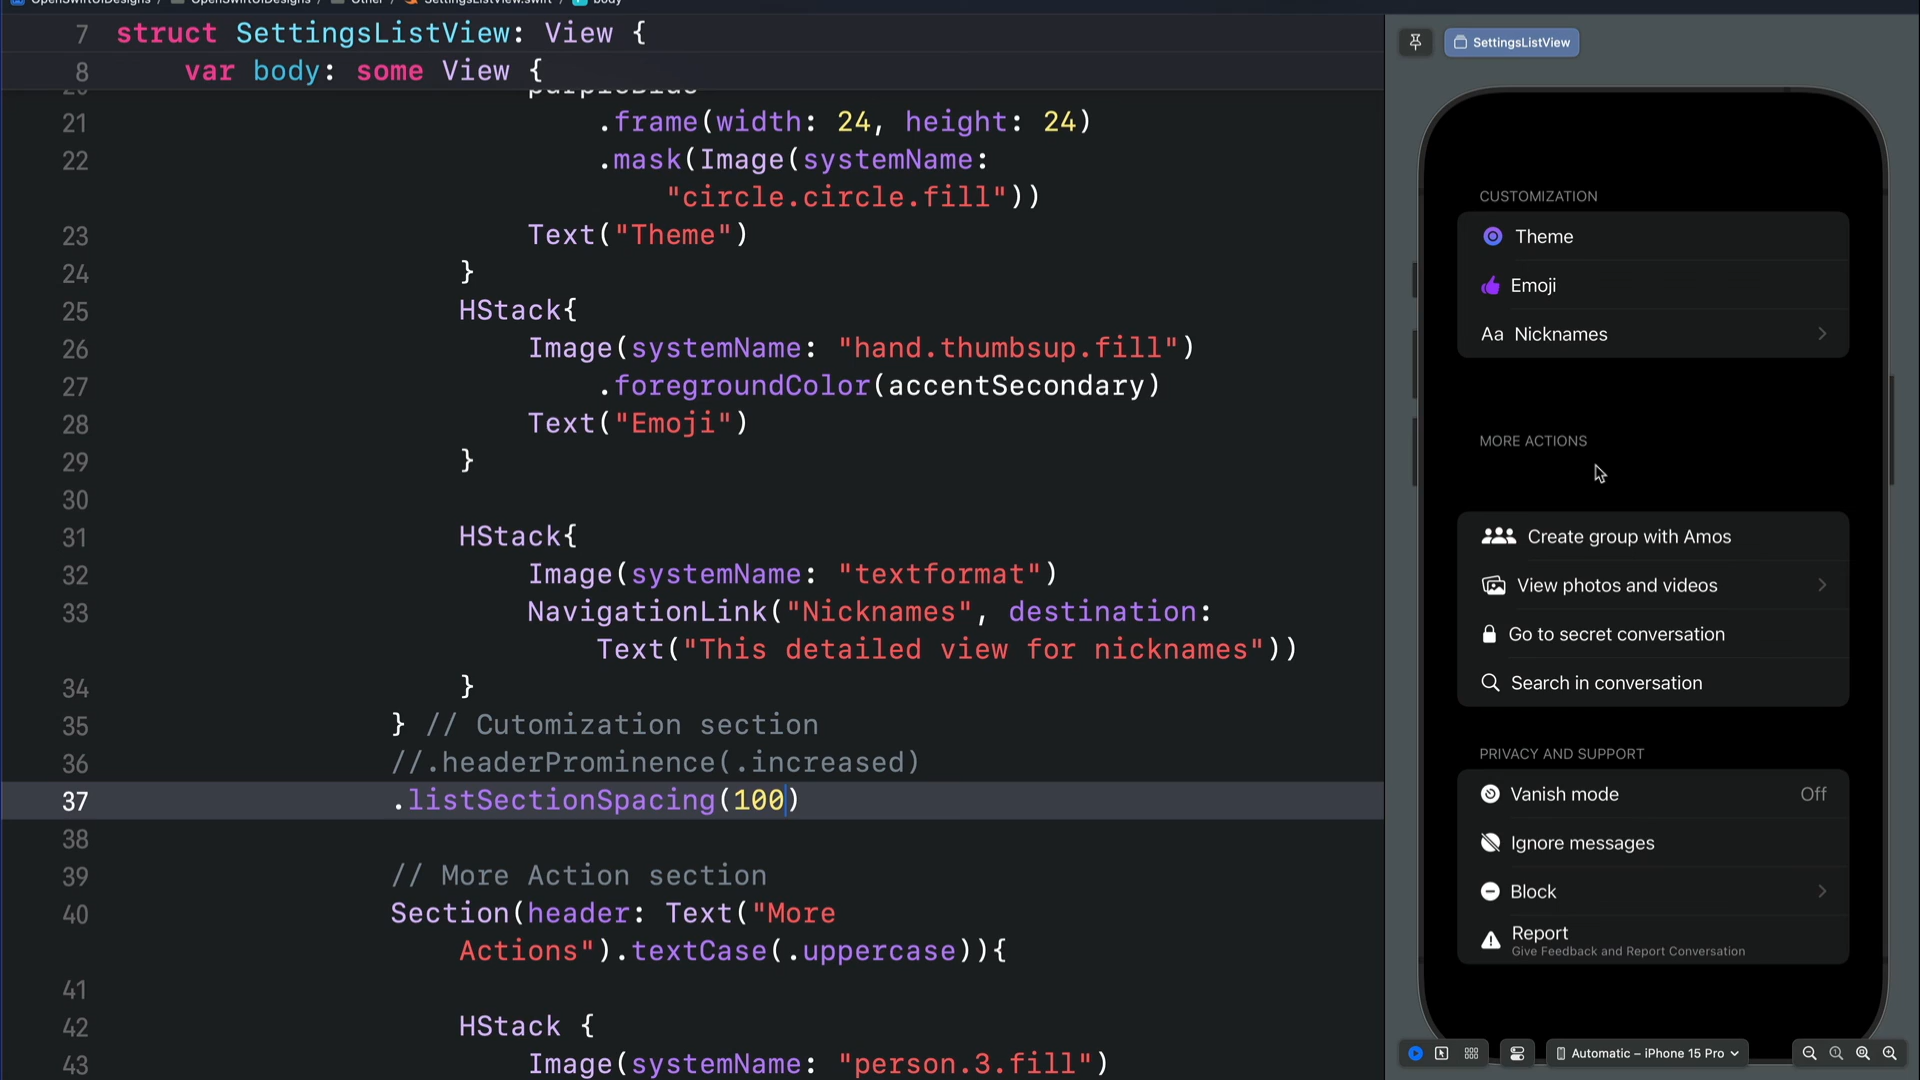 OpenSwiftUIDesigns / OpenSwiftUIDesigns / Other / SettingsListView.swift / body
7 struct SettingsListView: View {
8 var body: some View {
21 .frame(width: 24, height: 24)
22 .mask(Image(systemName:
"circle.circle.fill"))
23 Text("Theme")
24 }
25 HStack{
26 Image(systemName: "hand.thumbsup.fill")
27 .foregroundColor(accentSecondary)
28 Text("Emoji")
29 }
30
31 HStack{
32 Image(systemName: "textformat")
33 NavigationLink("Nicknames", destination:
Text("This detailed view for nicknames"))
34 }
35 } // Cutomization section
36 //.headerProminence(.increased)
37 .listSectionSpacing(100)
38
39 // More Action section
40 Section(header: Text("More
Actions").textCase(.uppercase)){
41
42 HStack {
43 Image(systemName: "person.3.fill")
SettingsListView
CUSTOMIZATION
Theme
Emoji
Aa Nicknames
MORE ACTIONS
Create group with Amos
View photos and videos
Go to secret conversation
Search in conversation
PRIVACY AND SUPPORT
Vanish mode Off
Ignore messages
Block
Report
Give Feedback and Report Conversation
Automatic – iPhone 15 Pro